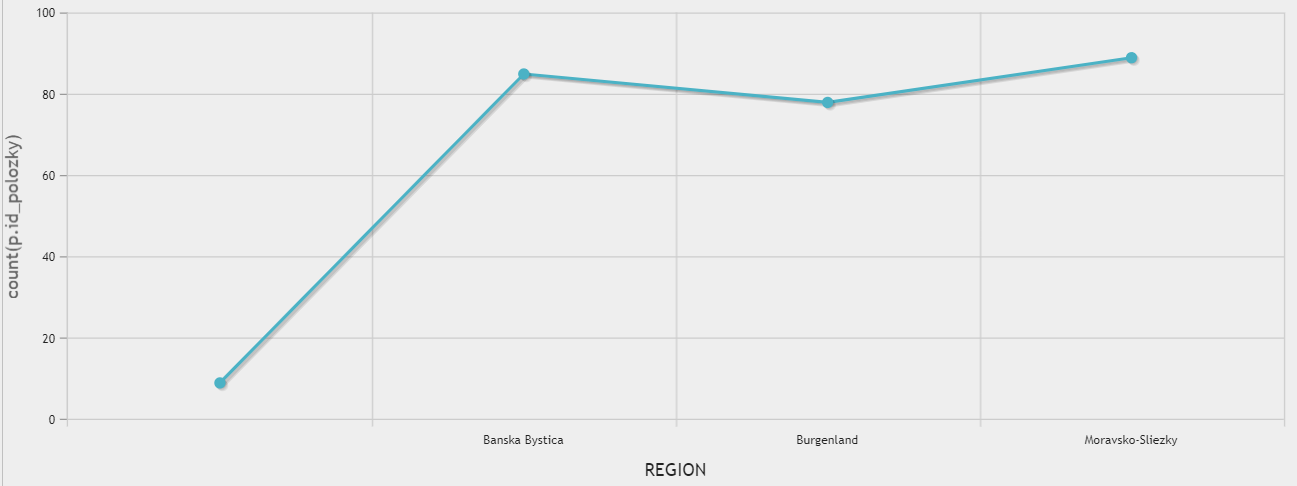 100
80
60
40
20
0
count(p.id_polozky)
Banska Bystica
Burgenland
Moravsko-Sliezky
REGION